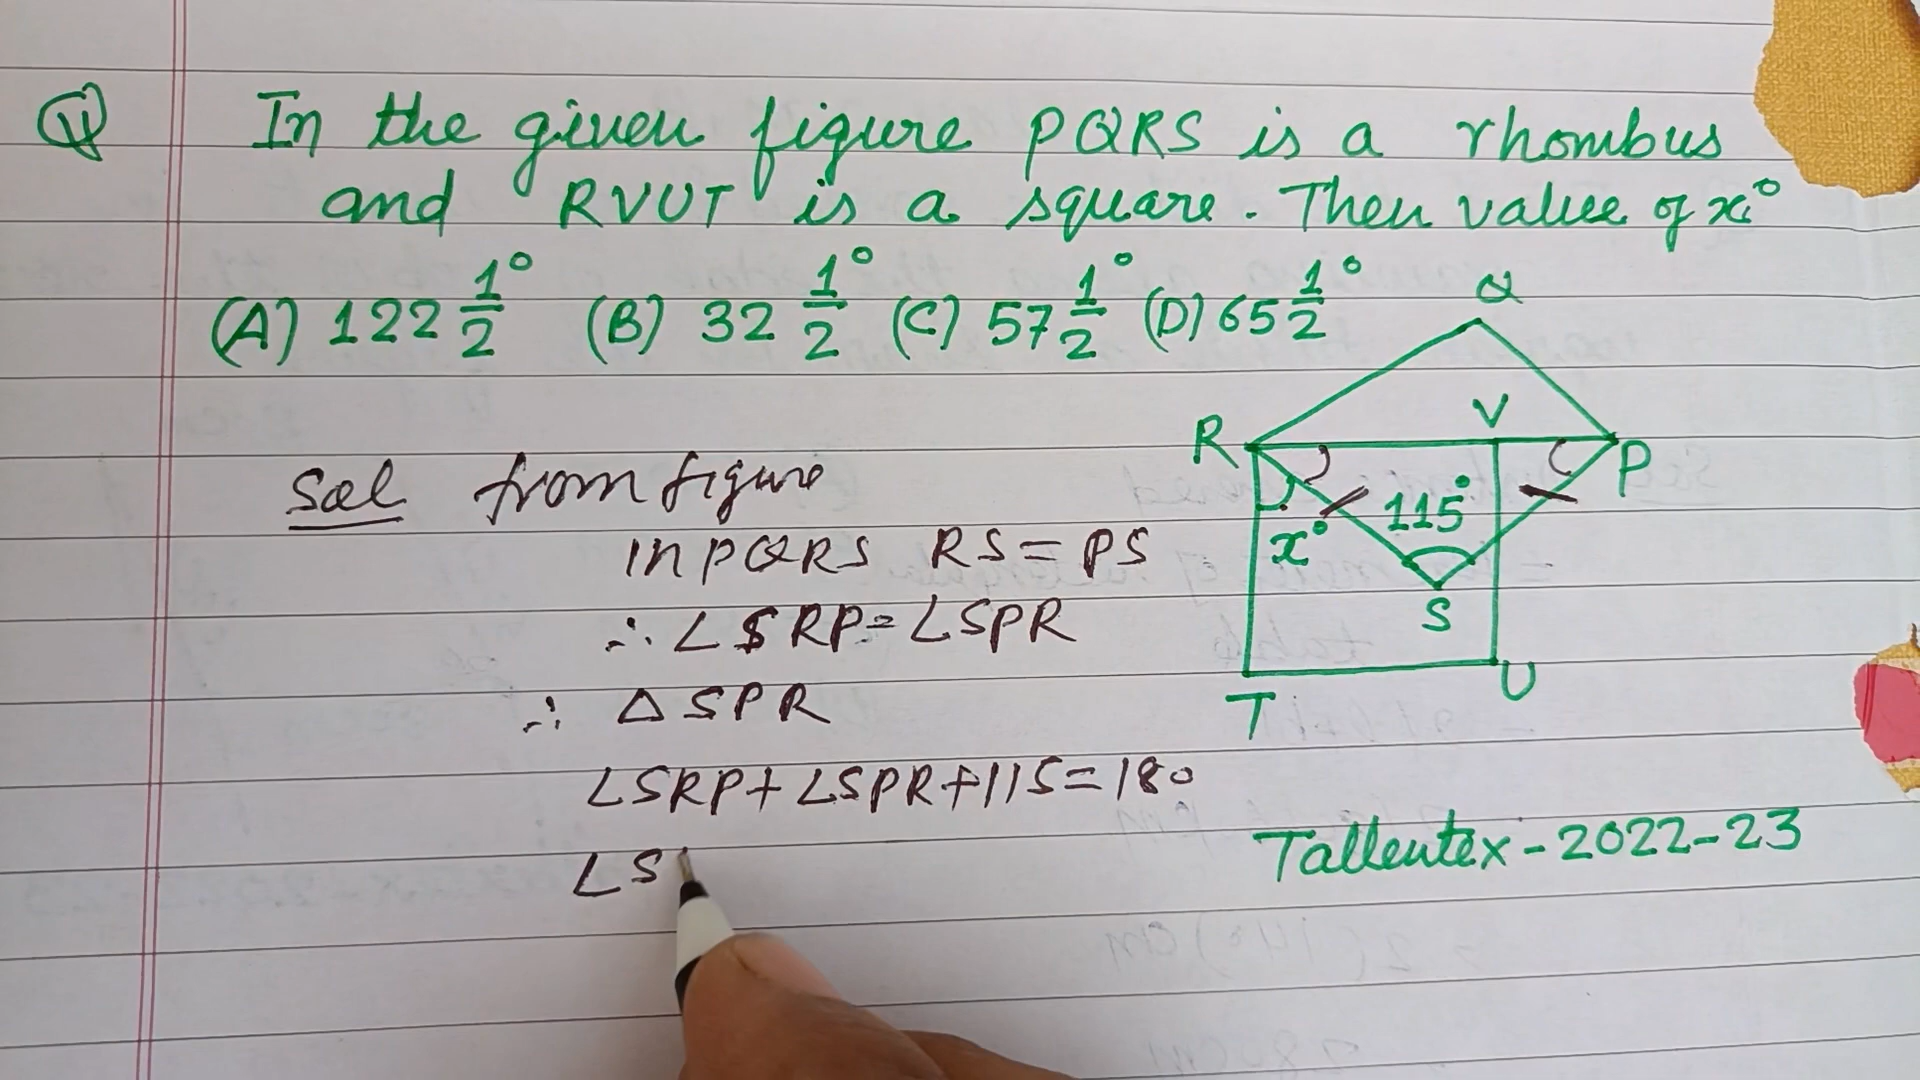 Q In the given figure PQRS is a rhombus
and RVUT is a square. Then value of x°
(A) 122 1/2° (B) 32 1/2° (C) 57 1/2° (D) 65 1/2°
Q
R V P
115°
x°
S
T U
Sol from figure
In PQRS RS = PS
∴ ∠SRP = ∠SPR
∴ △SPR
∠SRP + ∠SPR + 115 = 180
∠S
Tallentex - 2022-23